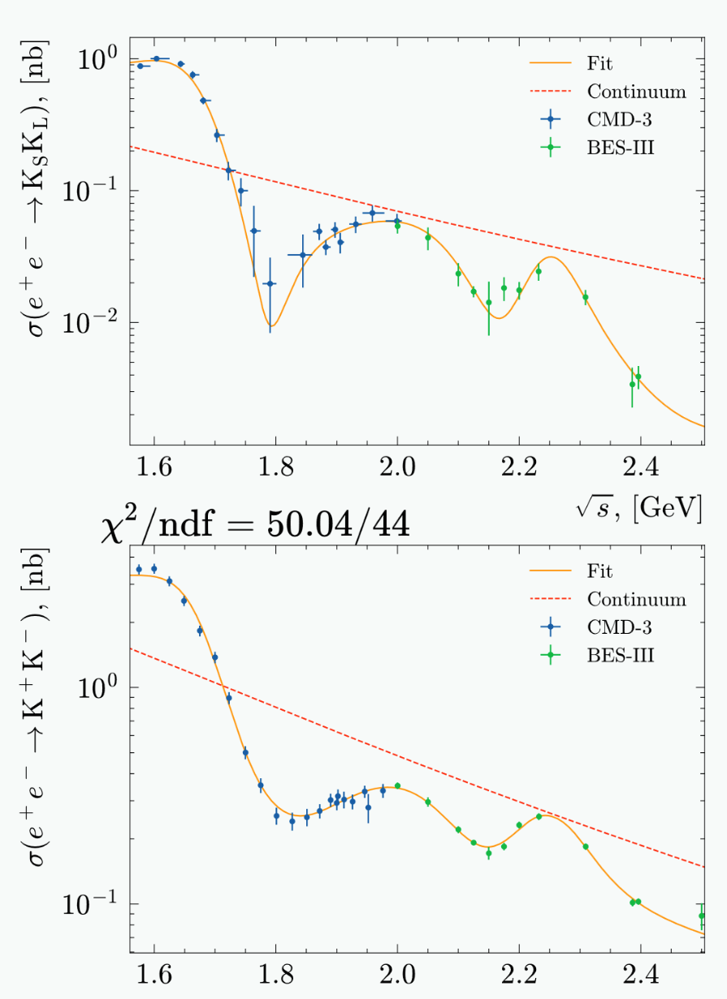 σ(e⁺e⁻→K_S K_L), [nb]
10⁰
10⁻¹
10⁻²
Fit
Continuum
CMD-3
BES-III
1.6 1.8 2.0 2.2 2.4
√s, [GeV]
χ²/ndf = 50.04/44
σ(e⁺e⁻→K⁺K⁻), [nb]
10⁰
10⁻¹
Fit
Continuum
CMD-3
BES-III
1.6 1.8 2.0 2.2 2.4